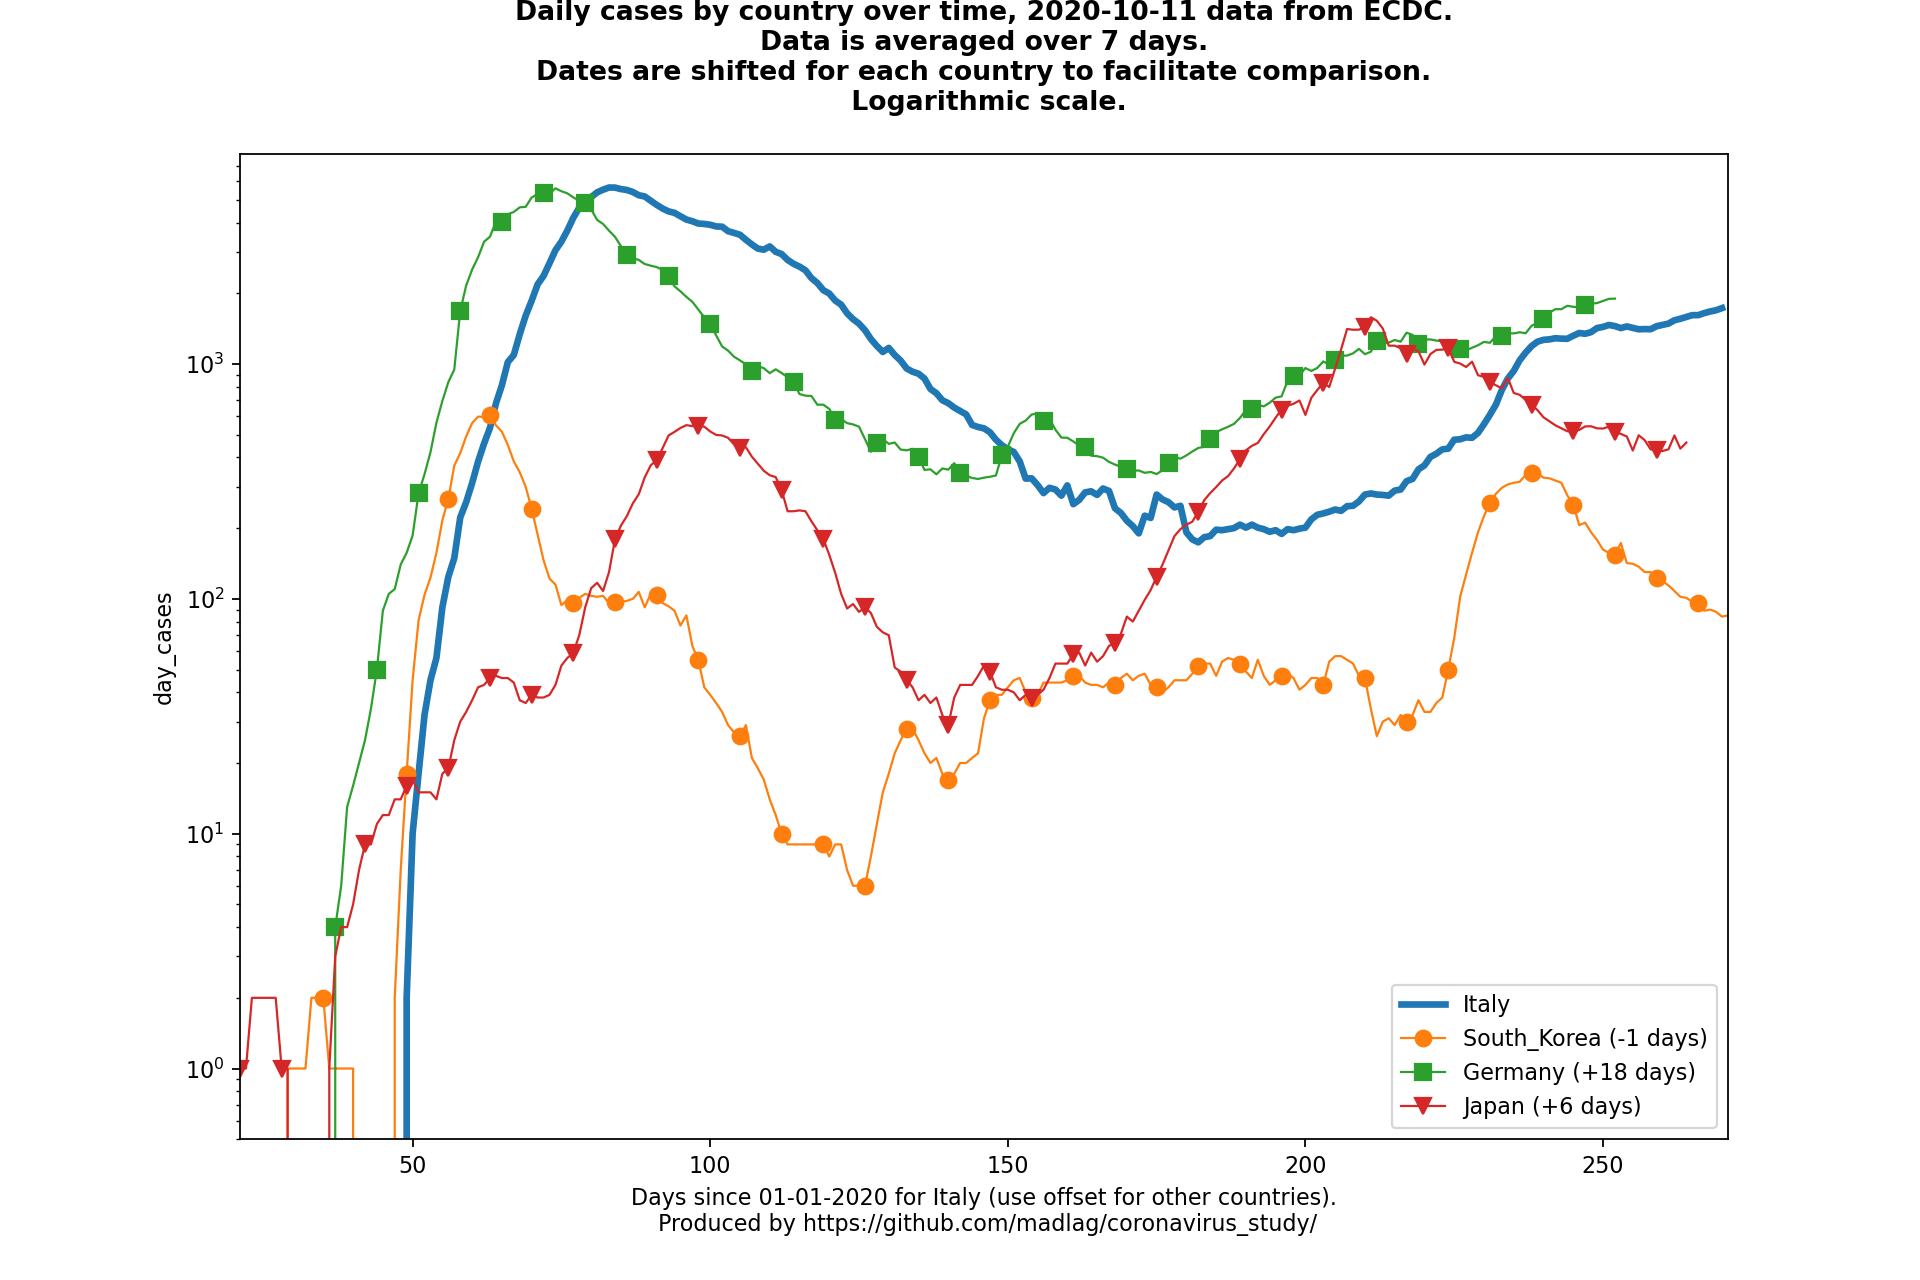 Daily cases by country over time, 2020-10-11 data from ECDC.
Data is averaged over 7 days.
Dates are shifted for each country to facilitate comparison.
Logarithmic scale.
10³
10²
10¹
10⁰
day_cases
50 100 150 200 250
Italy
South_Korea (-1 days)
Germany (+18 days)
Japan (+6 days)
Days since 01-01-2020 for Italy (use offset for other countries).
Produced by https://github.com/madlag/coronavirus_study/